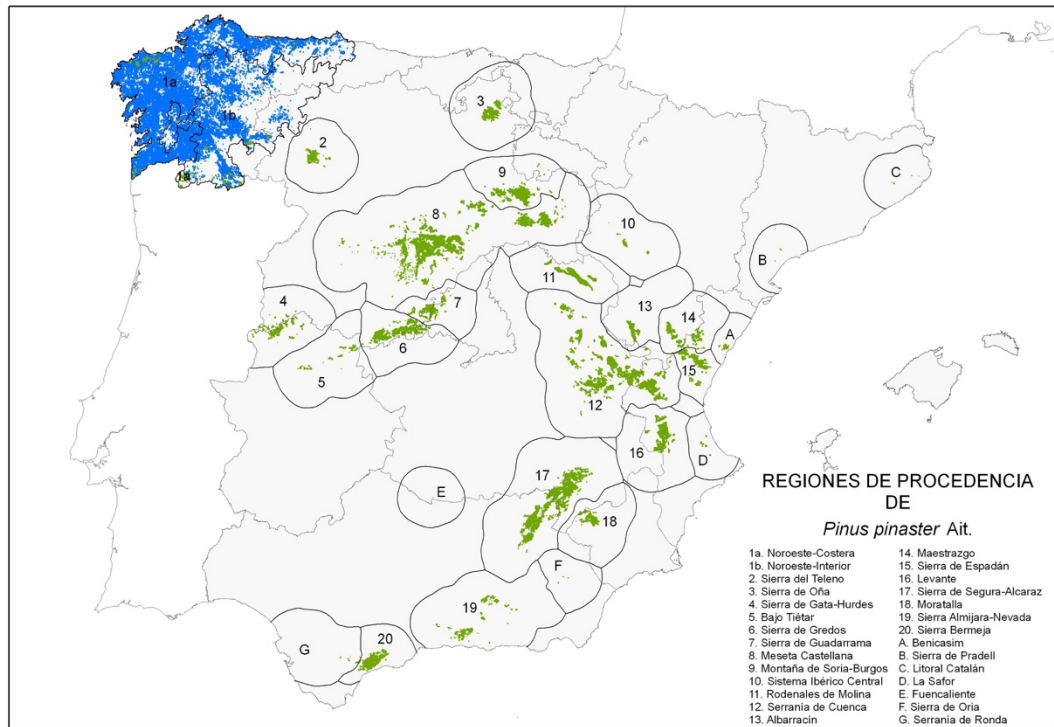 1a
1b
1a
2
3
9
8
10
C
B
11
7
4
13
14
A
6
5
15
12
16
D
17
E
18
F
19
20
G
REGIONES DE PROCEDENCIA
DE
Pinus pinaster Ait.
1a. Noroeste-Costera
1b. Noroeste-Interior
2. Sierra del Teleno
3. Sierra de Oña
4. Sierra de Gata-Hurdes
5. Bajo Tiétar
6. Sierra de Gredos
7. Sierra de Guadarrama
8. Meseta Castellana
9. Montaña de Soria-Burgos
10. Sistema Ibérico Central
11. Rodenales de Molina
12. Serranía de Cuenca
13. Albarracín
14. Maestrazgo
15. Sierra de Espadán
16. Levante
17. Sierra de Segura-Alcaraz
18. Moratalla
19. Sierra Almijara-Nevada
20. Sierra Bermeja
A. Benicasim
B. Sierra de Pradell
C. Litoral Catalán
D. La Safor
E. Fuencaliente
F. Sierra de Oria
G. Serranía de Ronda